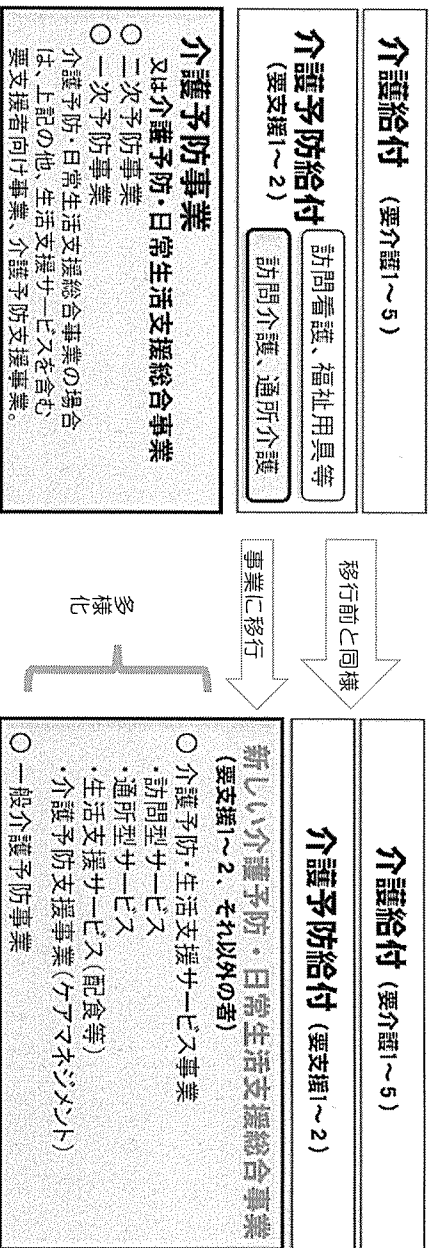 介護給付 (要介護1~5)
介護予防給付
(要支援1~2)
訪問看護、福祉用具等
訪問介護、通所介護
介護予防事業
又は介護予防・日常生活支援総合事業
○ 二次予防事業
○ 一次予防事業
介護予防・日常生活支援総合事業の場合
は、上記の他、生活支援サービスを含む
要支援者向け事業、介護予防支援事業。
移行前と同様
事業に移行
多様化
介護給付 (要介護1~5)
介護予防給付 (要支援1~2)
新しい介護予防・日常生活支援総合事業
(要支援1~2、それ以外の者)
○ 介護予防・生活支援サービス事業
・訪問型サービス
・通所型サービス
・生活支援サービス(配食等)
・介護予防支援事業(ケアマネジメント)
○ 一般介護予防事業